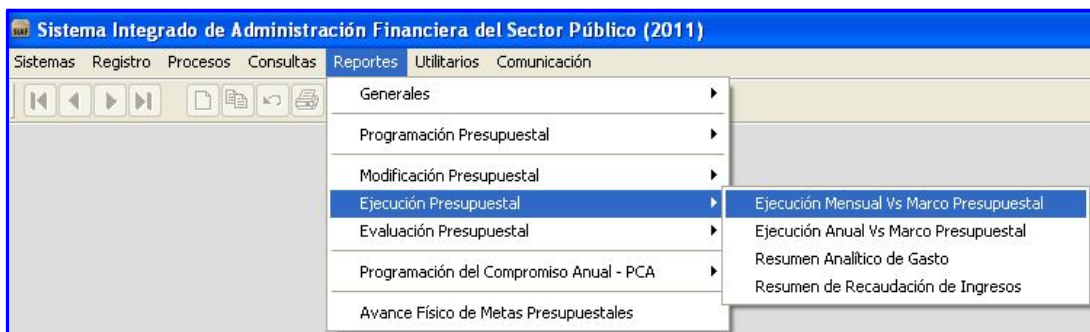 SIAF Sistema Integrado de Administración Financiera del Sector Público (2011)
Sistemas Registro Procesos Consultas Reportes Utilitarios Comunicación
Generales
Programación Presupuestal
Modificación Presupuestal
Ejecución Presupuestal
Evaluación Presupuestal
Programación del Compromiso Anual - PCA
Avance Físico de Metas Presupuestales
Ejecución Mensual Vs Marco Presupuestal
Ejecución Anual Vs Marco Presupuestal
Resumen Analítico de Gasto
Resumen de Recaudación de Ingresos